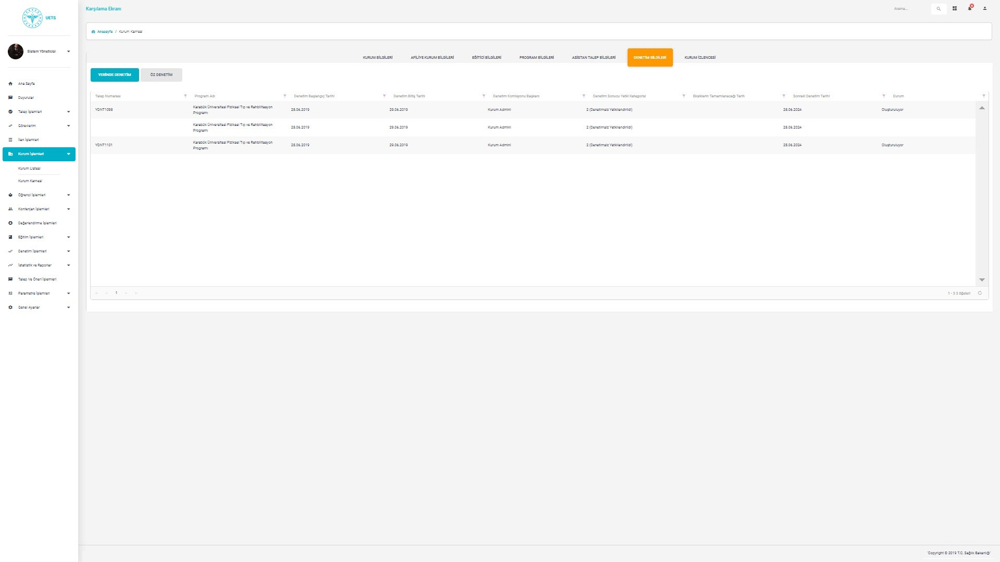 UETS
Karşılama Ekranı
Arama...
Anasayfa / Kurum Karnesi
Sistem Yöneticisi
Ana Sayfa
Duyurular
Talep İşlemleri
Görevlerim
İlan İşlemleri
Kurum İşlemleri
Kurum Listesi
Kurum Karnesi
Öğrenci İşlemleri
Kontenjan İşlemleri
Değerlendirme İşlemleri
Eğitim İşlemleri
Denetim İşlemleri
İstatistik ve Raporlar
Talep Ve Öneri İşlemleri
Parametre İşlemleri
Genel Ayarlar
KURUM BİLGİLERİ AFİLİYE KURUM BİLGİLERİ EĞİTİCİ BİLGİLERİ PROGRAM BİLGİLERİ ASİSTAN TALEP BİLGİLERİ DENETİM BİLGİLERİ KURUM İZLENCESİ
YERİNDE DENETİM ÖZ DENETİM
Talep Numarası Program Adı Denetim Başlangıç Tarihi Denetim Bitiş Tarihi Denetim Komisyonu Başkanı Denetim Sonucu Yetki Kategorisi Eksiklerin Tamamlanacağı Tarih Sonraki Denetim Tarihi Durum
YDNT1095 Karabük Üniversitesi Fiziksel Tıp ve Rahbilitasyon Programı 25.06.2019 29.06.2019 Kurum Admini 2 (Denetimsiz Yetkilendirildi) 25.06.2024 Oluşturuluyor
Karabük Üniversitesi Fiziksel Tıp ve Rahbilitasyon Programı 25.06.2019 29.06.2019 Kurum Admini 2 (Denetimsiz Yetkilendirildi) 25.06.2024
YDNT1101 Karabük Üniversitesi Fiziksel Tıp ve Rahbilitasyon Programı 25.06.2019 29.06.2019 Kurum Admini 2 (Denetimsiz Yetkilendirildi) 25.06.2024 Oluşturuluyor
1
1 - 3 3 öğeleri
'Copyright © 2019 T.C. Sağlık Bakanlığı'